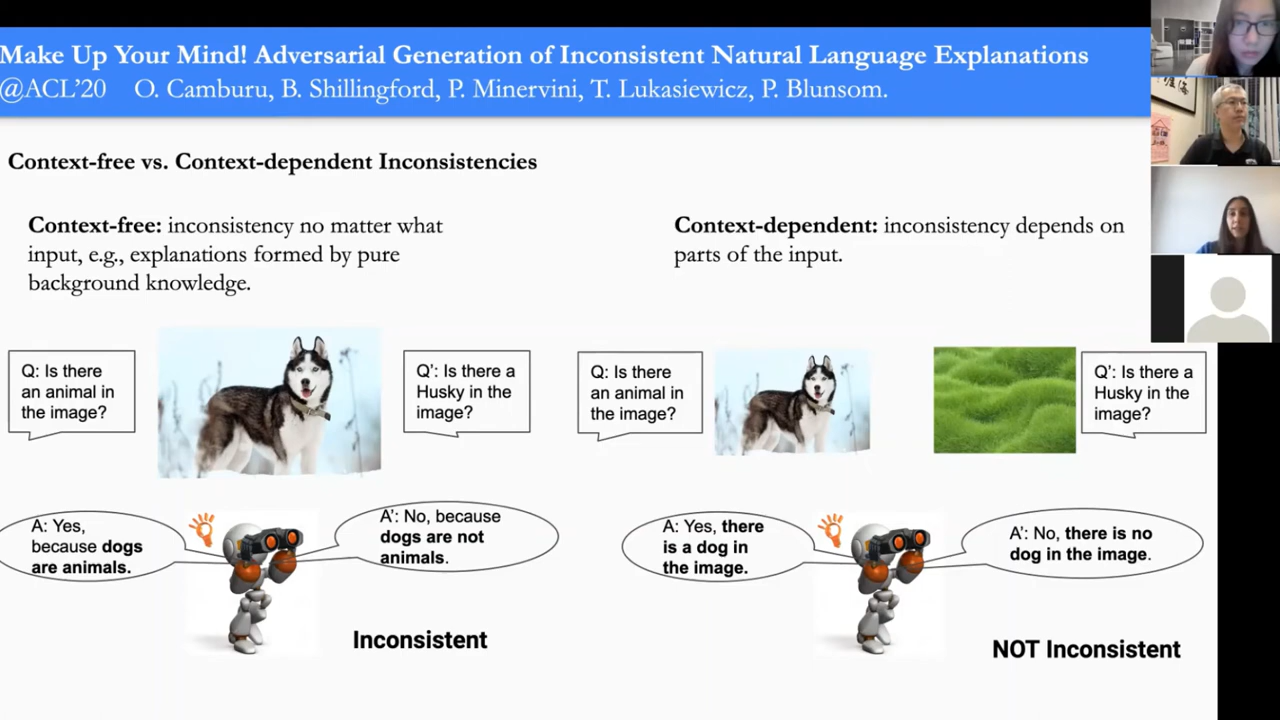 Make Up Your Mind! Adversarial Generation of Inconsistent Natural Language Explanations
@ACL'20 O. Camburu, B. Shillingford, P. Minervini, T. Lukasiewicz, P. Blunsom.
Context-free vs. Context-dependent Inconsistencies
Context-free: inconsistency no matter what
input, e.g., explanations formed by pure
background knowledge.
Context-dependent: inconsistency depends on
parts of the input.
Q: Is there
an animal in
the image?
Q': Is there a
Husky in the
image?
Q: Is there
an animal in
the image?
Q': Is there a
Husky in the
image?
A: Yes,
because dogs
are animals.
A': No, because
dogs are not
animals.
A: Yes, there
is a dog in
the image.
A': No, there is no
dog in the image.
Inconsistent
NOT Inconsistent